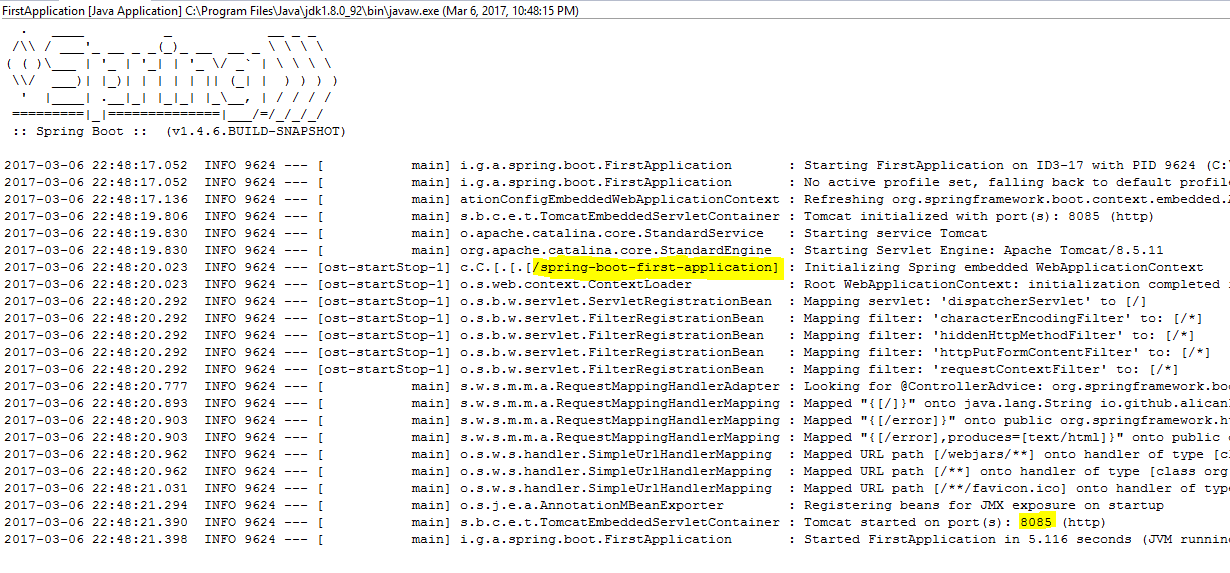 FirstApplication [Java Application] C:\Program Files\Java\jdk1.8.0_92\bin\javaw.exe (Mar 6, 2017, 10:48:15 PM)
  .   ____          _            __ _ _
 /\\ / ___'_ __ _ _(_)_ __  __ _ \ \ \ \
( ( )\___ | '_ | '_| | '_ \/ _` | \ \ \ \
 \\/  ___)| |_)| | | | | || (_| |  ) ) ) )
  '  |____| .__|_| |_|_| |_\__, | / / / /
 =========|_|==============|___/=/_/_/_/
 :: Spring Boot ::  (v1.4.6.BUILD-SNAPSHOT)
2017-03-06 22:48:17.052  INFO 9624 --- [           main] i.g.a.spring.boot.FirstApplication       : Starting FirstApplication on ID3-17 with PID 9624 (C:\
2017-03-06 22:48:17.052  INFO 9624 --- [           main] i.g.a.spring.boot.FirstApplication       : No active profile set, falling back to default profile
2017-03-06 22:48:17.136  INFO 9624 --- [           main] ationConfigEmbeddedWebApplicationContext : Refreshing org.springframework.boot.context.embedded.A
2017-03-06 22:48:19.806  INFO 9624 --- [           main] s.b.c.e.t.TomcatEmbeddedServletContainer : Tomcat initialized with port(s): 8085 (http)
2017-03-06 22:48:19.830  INFO 9624 --- [           main] o.apache.catalina.core.StandardService   : Starting service Tomcat
2017-03-06 22:48:19.830  INFO 9624 --- [           main] org.apache.catalina.core.StandardEngine  : Starting Servlet Engine: Apache Tomcat/8.5.11
2017-03-06 22:48:20.023  INFO 9624 --- [ost-startStop-1] c.C.[.[.[/spring-boot-first-application] : Initializing Spring embedded WebApplicationContext
2017-03-06 22:48:20.023  INFO 9624 --- [ost-startStop-1] o.s.web.context.ContextLoader            : Root WebApplicationContext: initialization completed i
2017-03-06 22:48:20.292  INFO 9624 --- [ost-startStop-1] o.s.b.w.servlet.ServletRegistrationBean  : Mapping servlet: 'dispatcherServlet' to [/]
2017-03-06 22:48:20.292  INFO 9624 --- [ost-startStop-1] o.s.b.w.servlet.FilterRegistrationBean   : Mapping filter: 'characterEncodingFilter' to: [/*]
2017-03-06 22:48:20.292  INFO 9624 --- [ost-startStop-1] o.s.b.w.servlet.FilterRegistrationBean   : Mapping filter: 'hiddenHttpMethodFilter' to: [/*]
2017-03-06 22:48:20.292  INFO 9624 --- [ost-startStop-1] o.s.b.w.servlet.FilterRegistrationBean   : Mapping filter: 'httpPutFormContentFilter' to: [/*]
2017-03-06 22:48:20.292  INFO 9624 --- [ost-startStop-1] o.s.b.w.servlet.FilterRegistrationBean   : Mapping filter: 'requestContextFilter' to: [/*]
2017-03-06 22:48:20.777  INFO 9624 --- [           main] s.w.s.m.m.a.RequestMappingHandlerAdapter : Looking for @ControllerAdvice: org.springframework.boo
2017-03-06 22:48:20.893  INFO 9624 --- [           main] s.w.s.m.m.a.RequestMappingHandlerMapping : Mapped "{[/]}" onto java.lang.String io.github.alican
2017-03-06 22:48:20.903  INFO 9624 --- [           main] s.w.s.m.m.a.RequestMappingHandlerMapping : Mapped "{[/error]}" onto public org.springframework.ht
2017-03-06 22:48:20.903  INFO 9624 --- [           main] s.w.s.m.m.a.RequestMappingHandlerMapping : Mapped "{[/error],produces=[text/html]}" onto public o
2017-03-06 22:48:20.962  INFO 9624 --- [           main] o.s.w.s.handler.SimpleUrlHandlerMapping  : Mapped URL path [/webjars/**] onto handler of type [cl
2017-03-06 22:48:20.962  INFO 9624 --- [           main] o.s.w.s.handler.SimpleUrlHandlerMapping  : Mapped URL path [/**] onto handler of type [class org
2017-03-06 22:48:21.031  INFO 9624 --- [           main] o.s.w.s.handler.SimpleUrlHandlerMapping  : Mapped URL path [/**/favicon.ico] onto handler of type
2017-03-06 22:48:21.294  INFO 9624 --- [           main] o.s.j.e.a.AnnotationMBeanExporter        : Registering beans for JMX exposure on startup
2017-03-06 22:48:21.390  INFO 9624 --- [           main] s.b.c.e.t.TomcatEmbeddedServletContainer : Tomcat started on port(s): 8085 (http)
2017-03-06 22:48:21.398  INFO 9624 --- [           main] i.g.a.spring.boot.FirstApplication       : Started FirstApplication in 5.116 seconds (JVM runnin